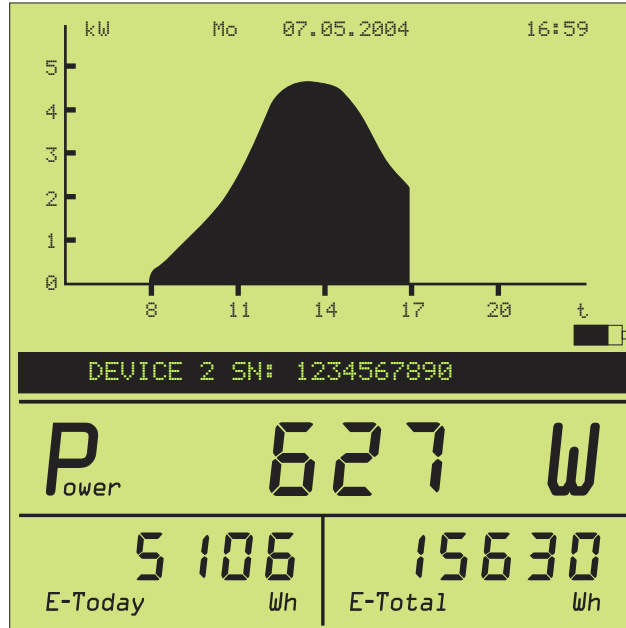 kW Mo 07.05.2004 16:59
5
4
3
2
1
0
8 11 14 17 20 t
DEVICE 2 SN: 1234567890
Power 627 W
5106 15630
E-Today Wh E-Total Wh